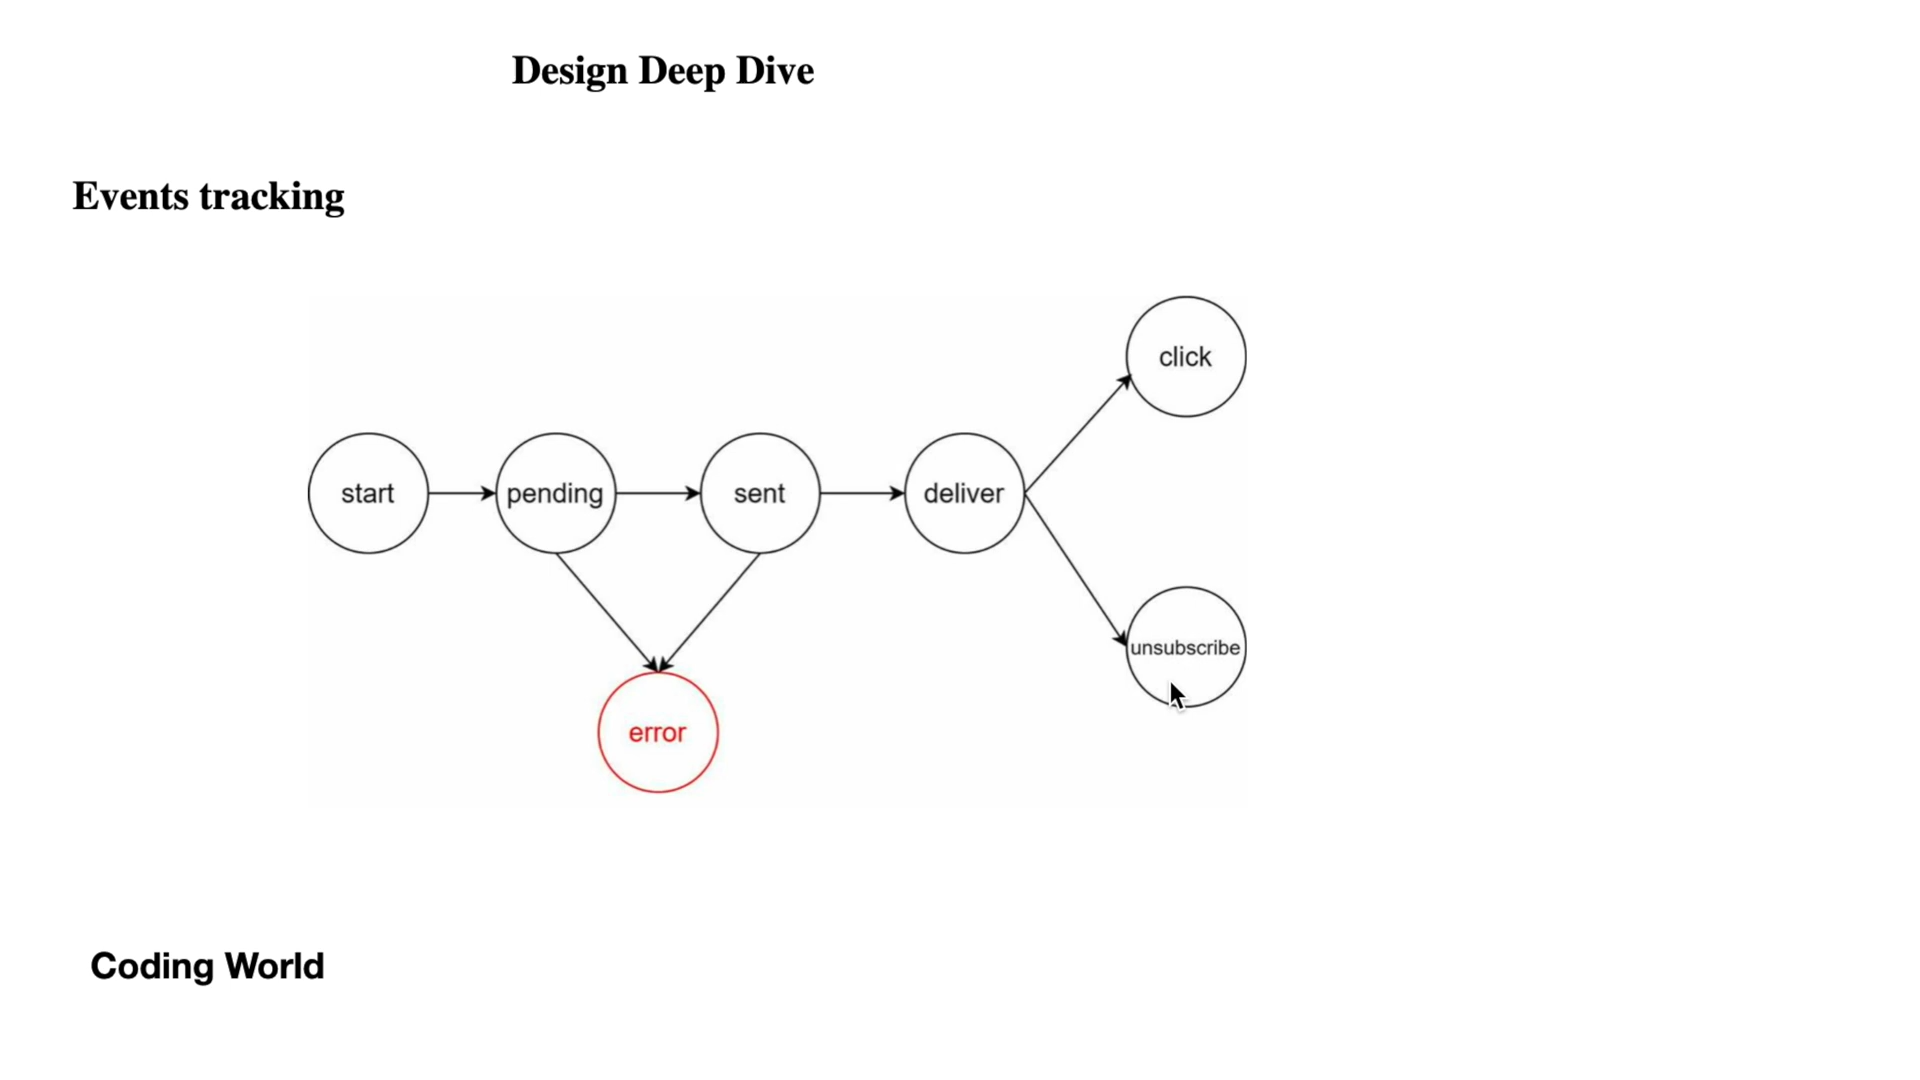 Design Deep Dive
Events tracking
click
start
pending
sent
deliver
unsubscribe
error
Coding World